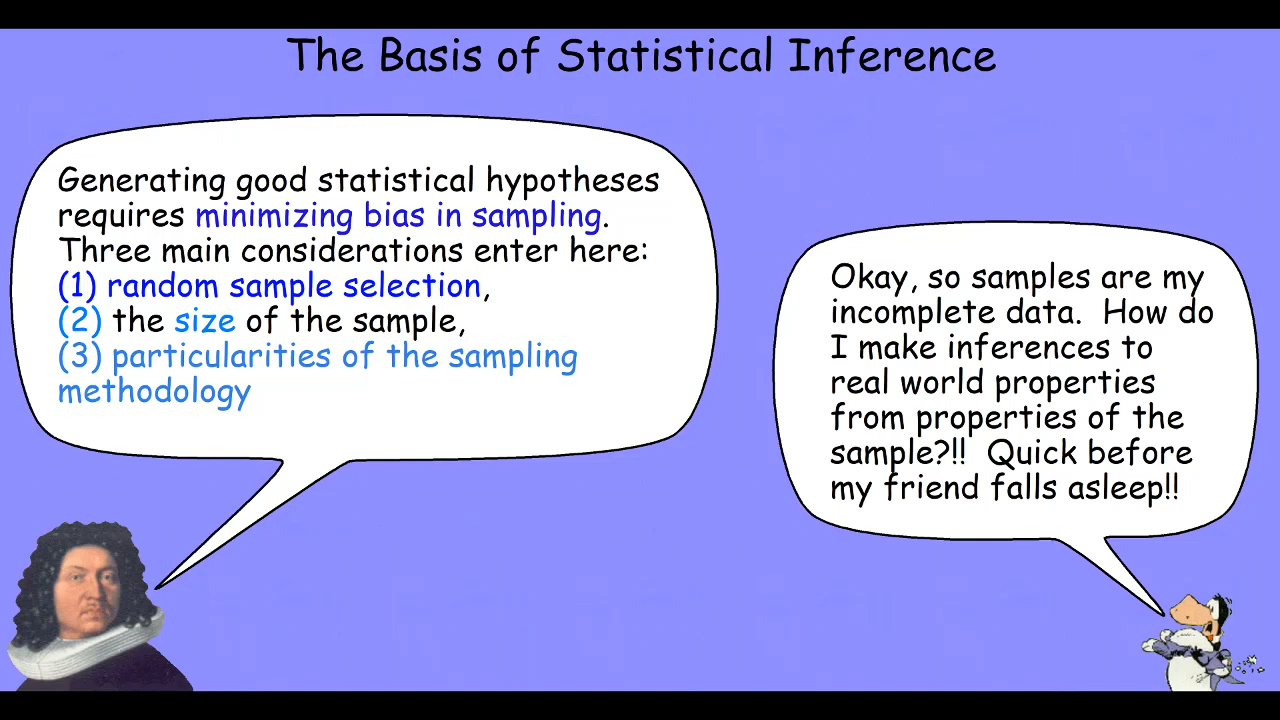 The Basis of Statistical Inference
Generating good statistical hypotheses
requires minimizing bias in sampling.
Three main considerations enter here:
(1) random sample selection,
(2) the size of the sample,
(3) particularities of the sampling
methodology
Okay, so samples are my
incomplete data.  How do
I make inferences to
real world properties
from properties of the
sample?!!  Quick before
my friend falls asleep!!